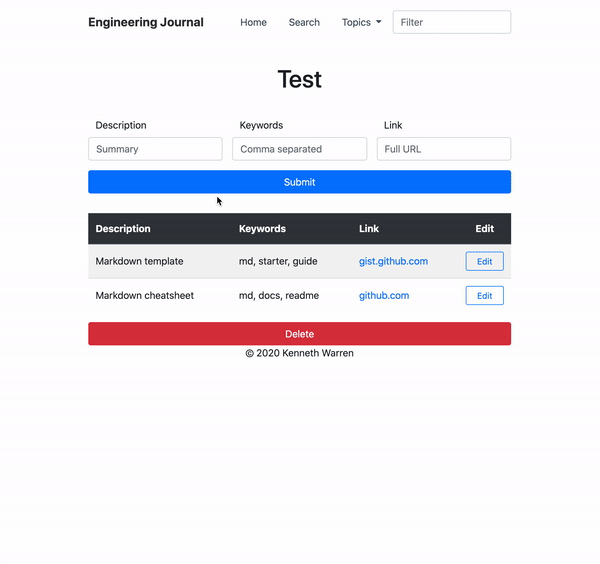 Engineering Journal Home Search Topics Filter
Test
Description Keywords Link
Summary Comma separated Full URL
Submit
Description Keywords Link Edit
Markdown template md, starter, guide gist.github.com Edit
Markdown cheatsheet md, docs, readme github.com Edit
Delete
© 2020 Kenneth Warren